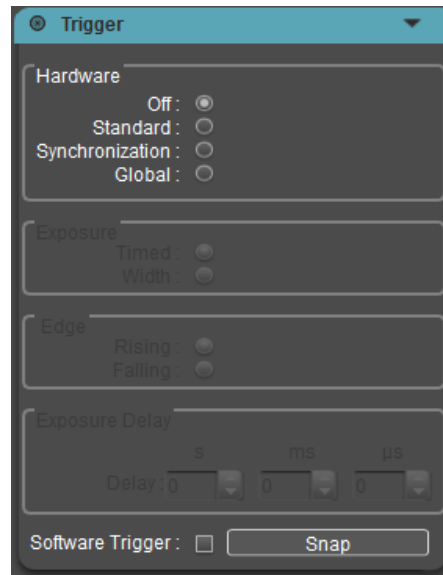 Trigger
Hardware
Off :
Standard :
Synchronization :
Global :
Exposure
Timed :
Width :
Edge
Rising :
Falling :
Exposure Delay
s ms μs
Delay : 0 0 0
Software Trigger : Snap